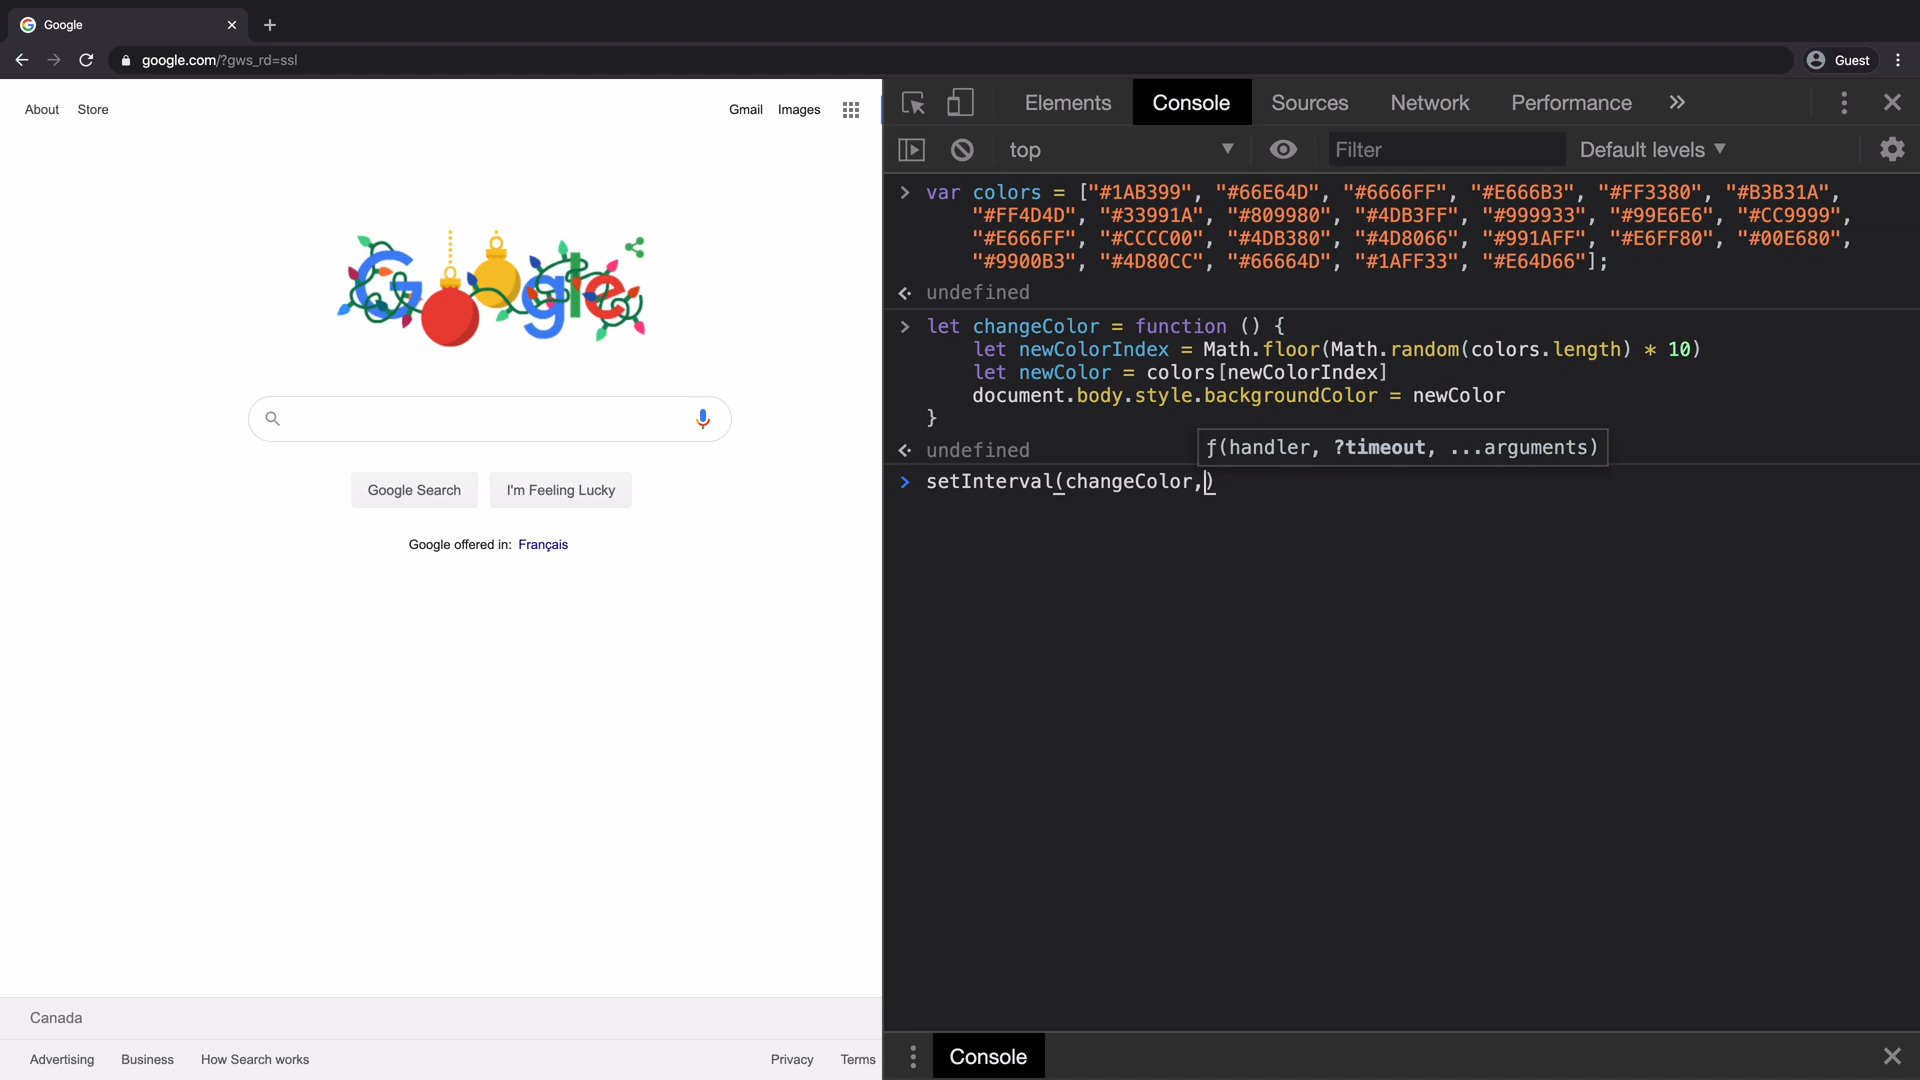 Google
google.com/?gws_rd=ssl
Guest
About Store
Gmail Images
Google
Google Search
I'm Feeling Lucky
Google offered in: Français
Canada
Advertising Business How Search works
Privacy Terms
Elements Console Sources Network Performance »
top
Filter
Default levels
> var colors = ["#1AB399", "#66E64D", "#6666FF", "#E666B3", "#FF3380", "#B3B31A",
"#FF4D4D", "#33991A", "#809980", "#4DB3FF", "#999933", "#99E6E6", "#CC9999",
"#E666FF", "#CCCC00", "#4DB380", "#4D8066", "#991AFF", "#E6FF80", "#00E680",
"#9900B3", "#4D80CC", "#66664D", "#1AFF33", "#E64D66"];
undefined
> let changeColor = function () {
let newColorIndex = Math.floor(Math.random(colors.length) * 10)
let newColor = colors[newColorIndex]
document.body.style.backgroundColor = newColor
}
undefined
ƒ(handler, ?timeout, ...arguments)
> setInterval(changeColor,)
Console